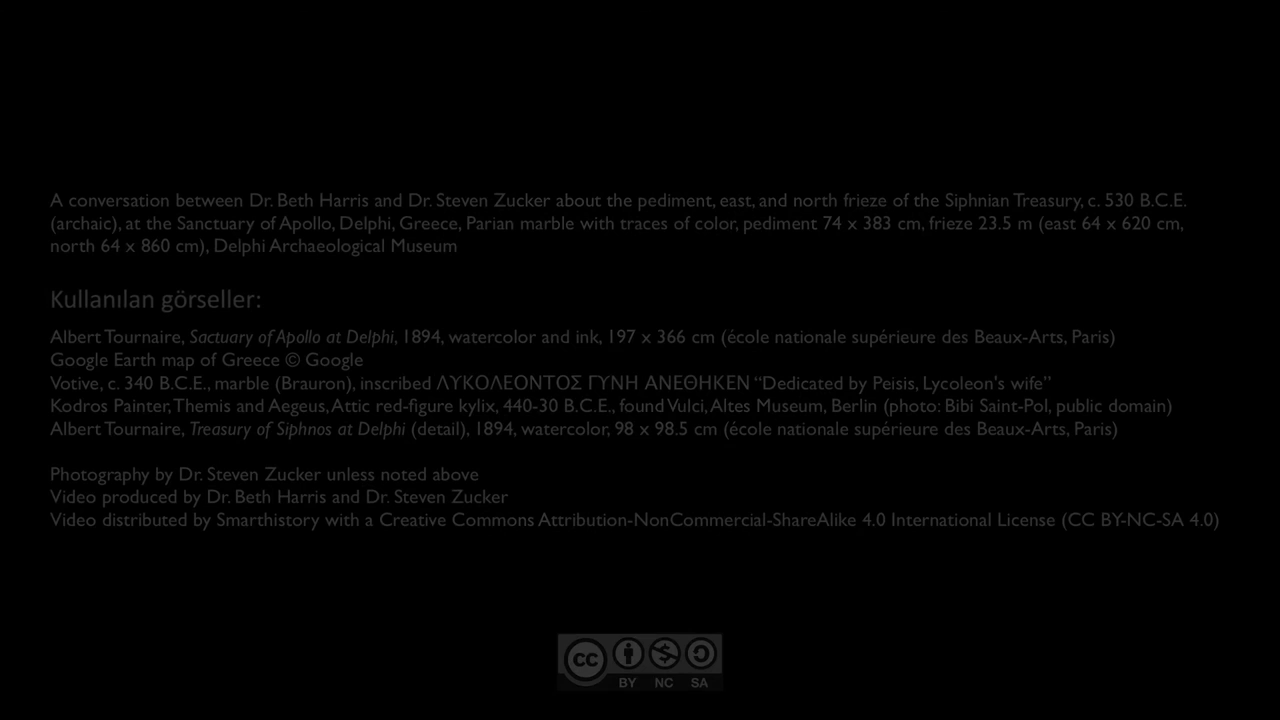 A conversation between Dr. Beth Harris and Dr. Steven Zucker about the pediment, east, and north frieze of the Siphnian Treasury, c. 530 B.C.E.
(archaic), at the Sanctuary of Apollo, Delphi, Greece, Parian marble with traces of color, pediment 74 x 383 cm, frieze 23.5 m (east 64 x 620 cm,
north 64 x 860 cm), Delphi Archaeological Museum
Kullanılan görseller:
Albert Tournaire, Sactuary of Apollo at Delphi, 1894, watercolor and ink, 197 x 366 cm (école nationale supérieure des Beaux-Arts, Paris)
Google Earth map of Greece © Google
Votive, c. 340 B.C.E., marble (Brauron), inscribed ΛΥΚΟΛΕΟΝΤΟΣ ΓΥΝΗ ΑΝΕΘΗΚΕΝ “Dedicated by Peisis, Lycoleon's wife”
Kodros Painter, Themis and Aegeus, Attic red-figure kylix, 440-30 B.C.E., found Vulci, Altes Museum, Berlin (photo: Bibi Saint-Pol, public domain)
Albert Tournaire, Treasury of Siphnos at Delphi (detail), 1894, watercolor, 98 x 98.5 cm (école nationale supérieure des Beaux-Arts, Paris)
Photography by Dr. Steven Zucker unless noted above
Video produced by Dr. Beth Harris and Dr. Steven Zucker
Video distributed by Smarthistory with a Creative Commons Attribution-NonCommercial-ShareAlike 4.0 International License (CC BY-NC-SA 4.0)
cc
BY NC SA